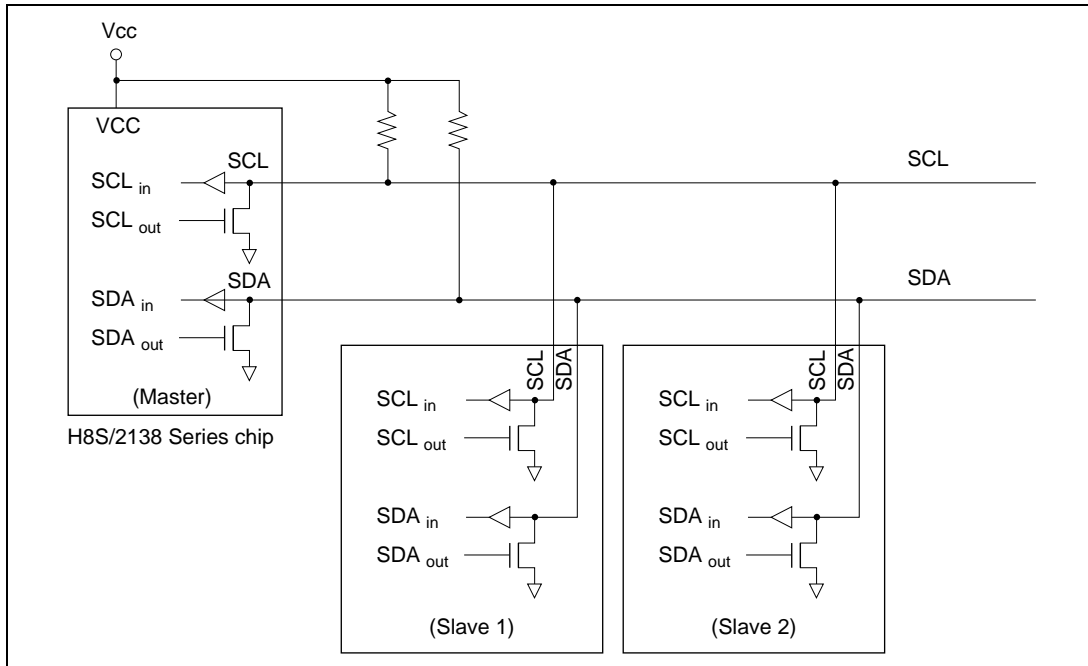 Vcc
VCC
SCL
SCL in
SCL out
SDA
SDA in
SDA out
(Master)
H8S/2138 Series chip
SCL
SDA
SCL
SDA
SCL in
SCL out
SDA in
SDA out
(Slave 1)
SCL
SDA
SCL in
SCL out
SDA in
SDA out
(Slave 2)